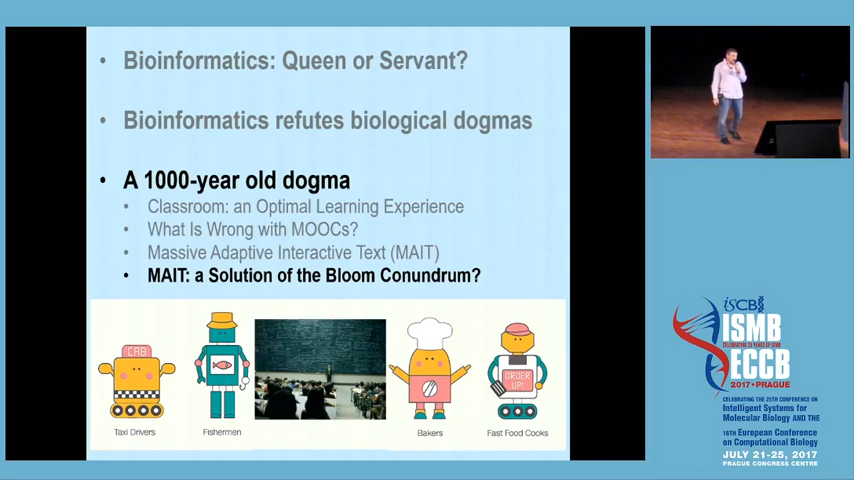 • Bioinformatics: Queen or Servant?
• Bioinformatics refutes biological dogmas
• A 1000-year old dogma
• Classroom: an Optimal Learning Experience
• What Is Wrong with MOOCs?
• Massive Adaptive Interactive Text (MAIT)
• MAIT: a Solution of the Bloom Conundrum?
CAB
ORDER
UP!
Taxi Drivers
Fishermen
Bakers
Fast Food Cooks
iSCB
ISMB
CELEBRATING 25 YEARS OF ISMB
ECCB
2017 • PRAGUE
CELEBRATING THE 25TH CONFERENCE ON
Intelligent Systems for
Molecular Biology AND THE
16TH European Conference
on Computational Biology
JULY 21-25, 2017
PRAGUE CONGRESS CENTRE